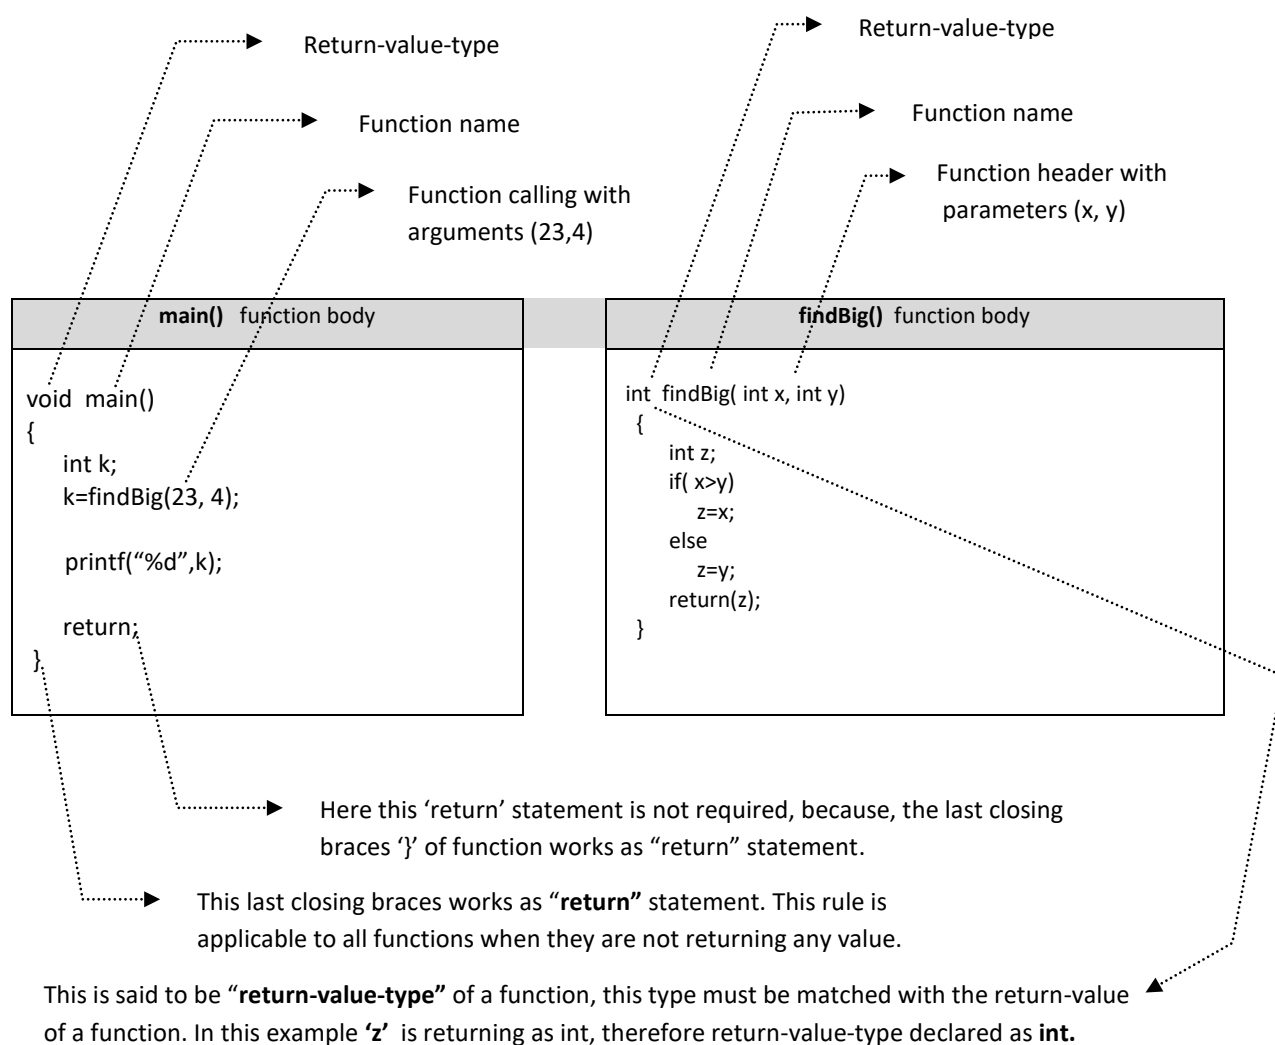 Return-value-type
Function name
Function calling with
arguments (23,4)
Return-value-type
Function name
Function header with
parameters (x, y)
main() function body
void main()
{
int k;
k=findBig(23, 4);
printf(“%d”,k);
return;
}
findBig() function body
int findBig( int x, int y)
{
int z;
if( x>y)
z=x;
else
z=y;
return(z);
}
Here this ‘return’ statement is not required, because, the last closing
braces ‘}’ of function works as “return” statement.
This last closing braces works as “return” statement. This rule is
applicable to all functions when they are not returning any value.
This is said to be “return-value-type” of a function, this type must be matched with the return-value
of a function. In this example ‘z’ is returning as int, therefore return-value-type declared as int.